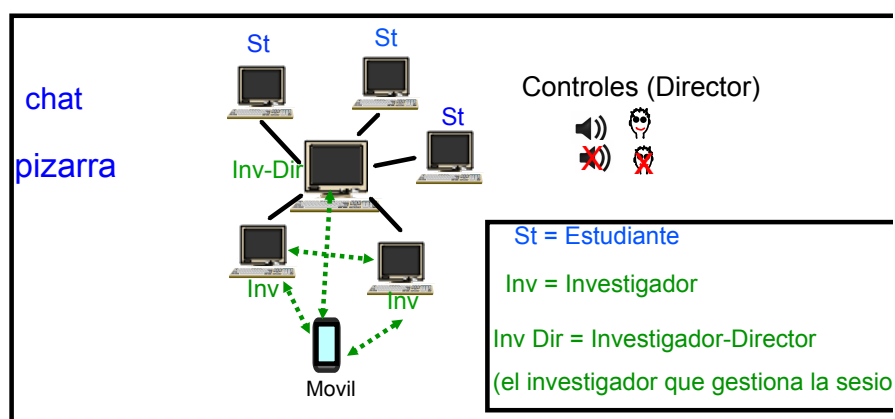 St
St
chat
Controles (Director)
St
pizarra
Inv-Dir
St = Estudiante
Inv = Investigador
Inv
Inv
Inv Dir = Investigador-Director
Movil
(el investigador que gestiona la sesio